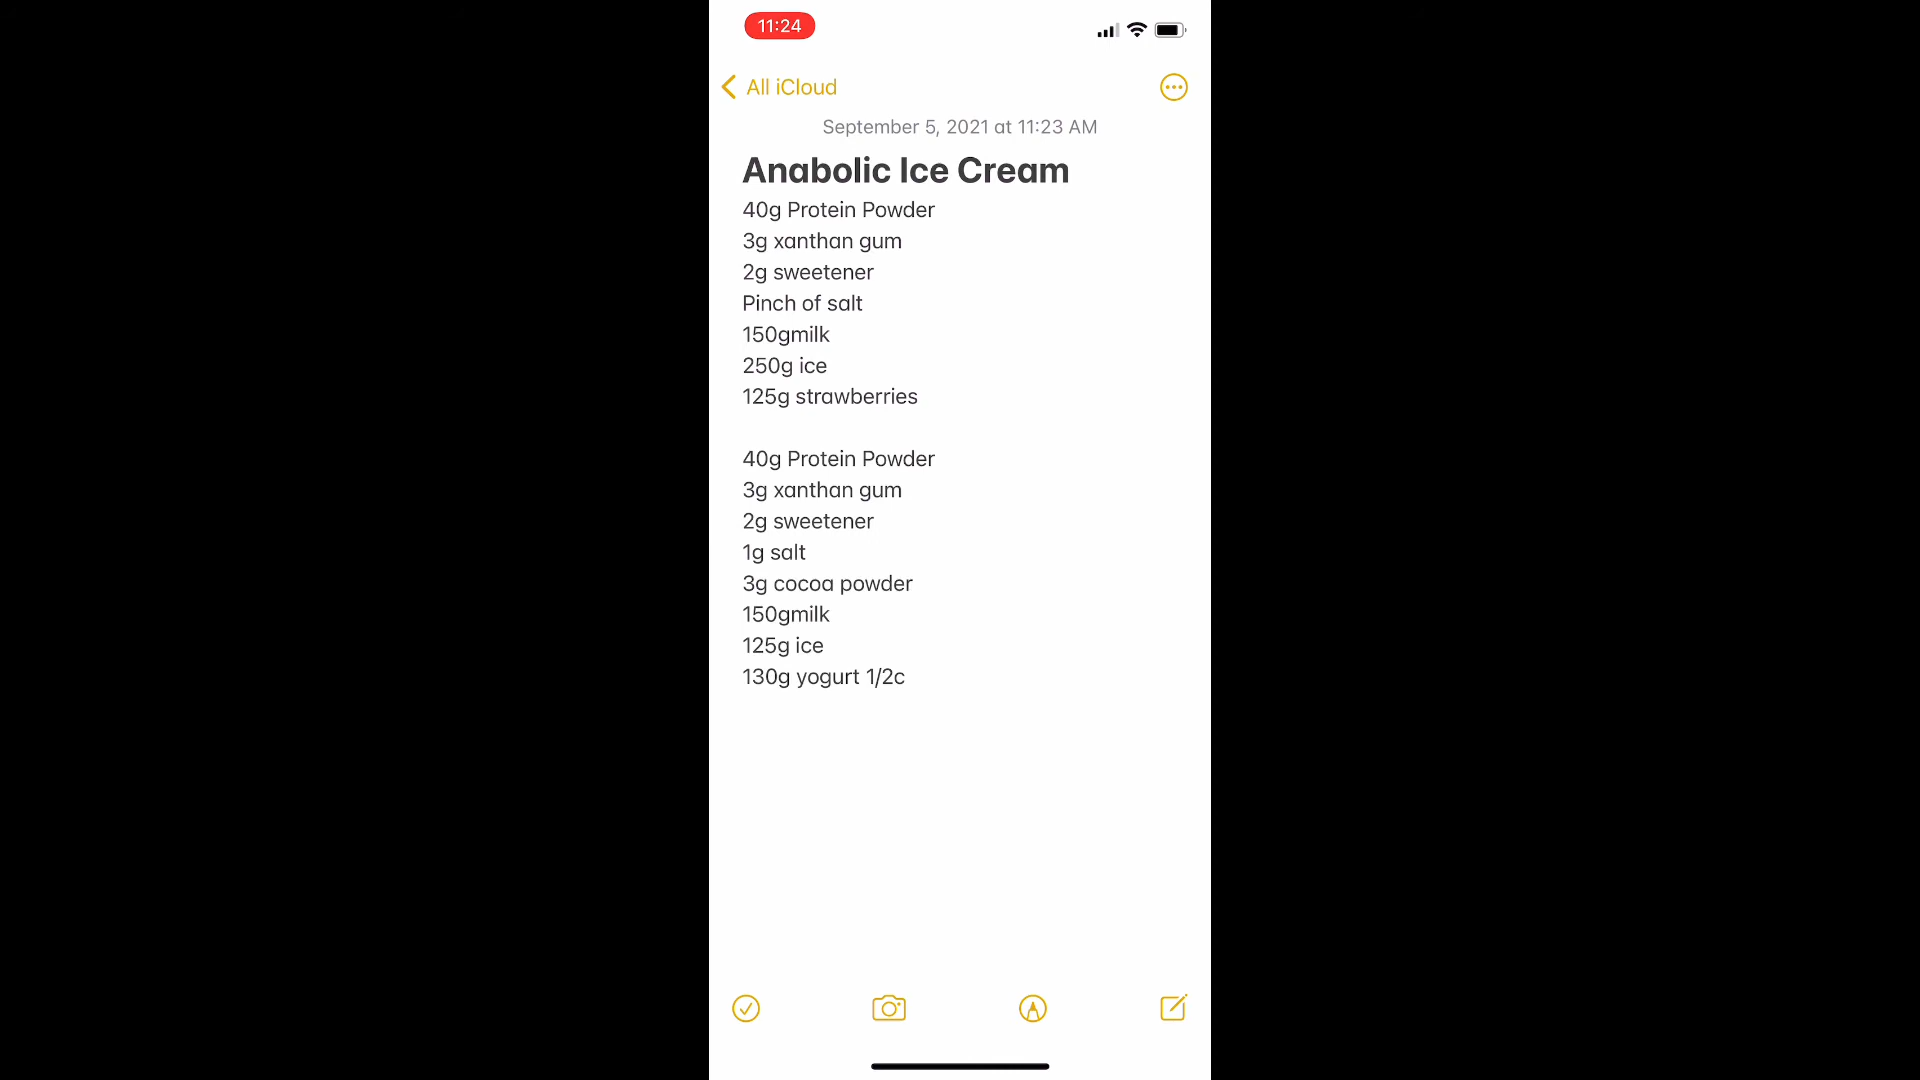 11:24
All iCloud
September 5, 2021 at 11:23 AM
Anabolic Ice Cream
40g Protein Powder
3g xanthan gum
2g sweetener
Pinch of salt
150gmilk
250g ice
125g strawberries
40g Protein Powder
3g xanthan gum
2g sweetener
1g salt
3g cocoa powder
150gmilk
125g ice
130g yogurt 1/2c